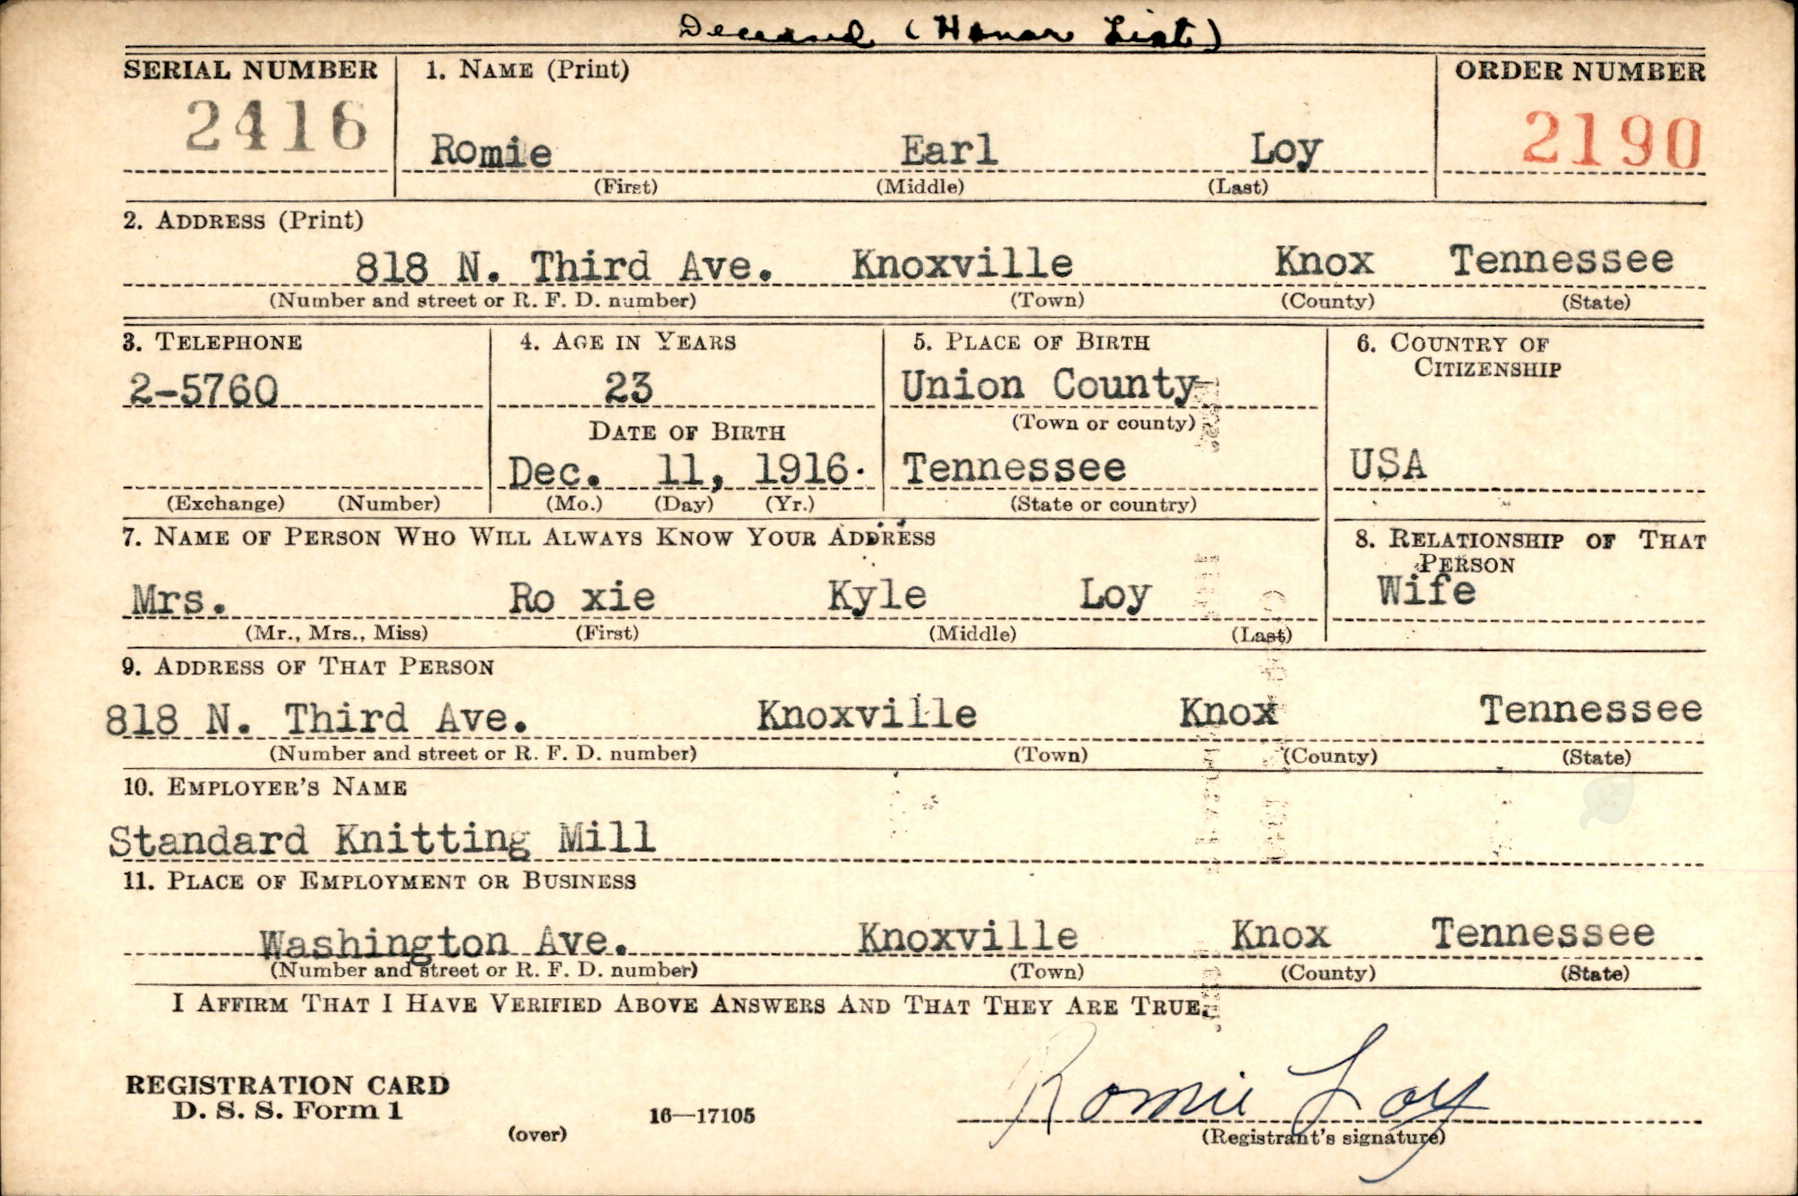 Deceased (Honor List)
SERIAL NUMBER 1. NAME (Print) ORDER NUMBER
2416 Romie Earl Loy 2190
(First) (Middle) (Last)
2. ADDRESS (Print)
818 N. Third Ave. Knoxville Knox Tennessee
(Number and street or R. F. D. number) (Town) (County) (State)
3. TELEPHONE 4. AGE IN YEARS 5. PLACE OF BIRTH 6. COUNTRY OF
CITIZENSHIP
2-5760 23 Union County
(Town or county)
DATE OF BIRTH
Dec. 11, 1916. Tennessee USA
(Exchange) (Number) (Mo.) (Day) (Yr.) (State or country)
7. NAME OF PERSON WHO WILL ALWAYS KNOW YOUR ADDRESS 8. RELATIONSHIP OF THAT
PERSON
Mrs. Ro xie Kyle Loy Wife
(Mr., Mrs., Miss) (First) (Middle) (Last)
9. ADDRESS OF THAT PERSON
818 N. Third Ave. Knoxville Knox Tennessee
(Number and street or R. F. D. number) (Town) (County) (State)
10. EMPLOYER'S NAME
Standard Knitting Mill
11. PLACE OF EMPLOYMENT OR BUSINESS
Washington Ave. Knoxville Knox Tennessee
(Number and street or R. F. D. number) (Town) (County) (State)
I AFFIRM THAT I HAVE VERIFIED ABOVE ANSWERS AND THAT THEY ARE TRUE.
REGISTRATION CARD
D. S. S. Form 1
(over) 16—17105
Romie Loy
(Registrant's signature)